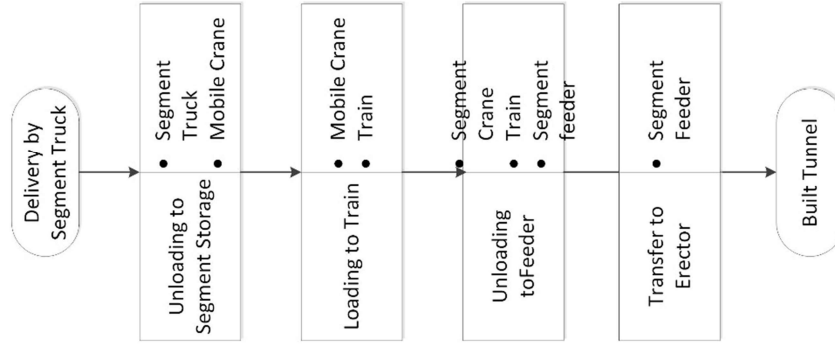 Delivery by
Segment Truck
Unloading to
Segment Storage
• Segment
Truck
• Mobile Crane
Loading to Train
• Mobile Crane
• Train
Unloading
toFeeder
• Segment
Crane
• Train
• Segment
feeder
Transfer to
Erector
• Segment
Feeder
Built Tunnel